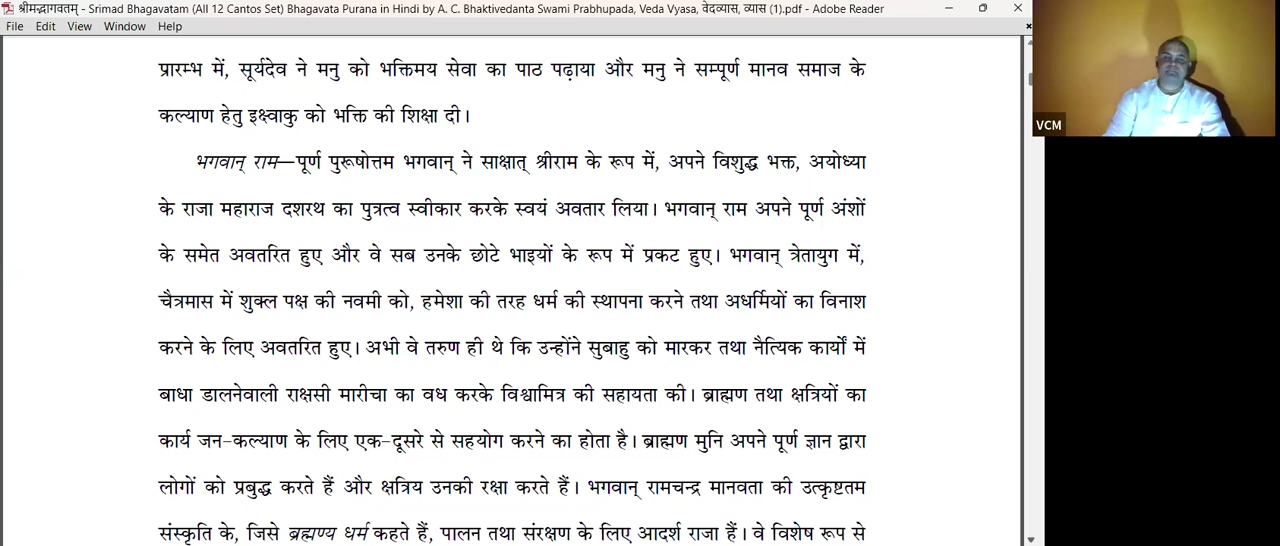 श्रीमद्भागवतम् - Srimad Bhagavatam (All 12 Cantos Set) Bhagavata Purana in Hindi by A. C. Bhaktivedanta Swami Prabhupada, Veda Vyasa, वेदव्यास, व्यास (1).pdf - Adobe Reader
File Edit View Window Help
VCM
प्रारम्भ में, सूर्यदेव ने मनु को भक्तिमय सेवा का पाठ पढ़ाया और मनु ने सम्पूर्ण मानव समाज के
कल्याण हेतु इक्ष्वाकु को भक्ति की शिक्षा दी।
भगवान् राम—पूर्ण पुरूषोत्तम भगवान् ने साक्षात् श्रीराम के रूप में, अपने विशुद्ध भक्त, अयोध्या
के राजा महाराज दशरथ का पुत्रत्व स्वीकार करके स्वयं अवतार लिया। भगवान् राम अपने पूर्ण अंशों
के समेत अवतरित हुए और वे सब उनके छोटे भाइयों के रूप में प्रकट हुए। भगवान् त्रेतायुग में,
चैत्रमास में शुक्ल पक्ष की नवमी को, हमेशा की तरह धर्म की स्थापना करने तथा अधर्मियों का विनाश
करने के लिए अवतरित हुए। अभी वे तरुण ही थे कि उन्होंने सुबाहु को मारकर तथा नैत्यिक कार्यों में
बाधा डालनेवाली राक्षसी मारीचा का वध करके विश्वामित्र की सहायता की। ब्राह्मण तथा क्षत्रियों का
कार्य जन-कल्याण के लिए एक-दूसरे से सहयोग करने का होता है। ब्राह्मण मुनि अपने पूर्ण ज्ञान द्वारा
लोगों को प्रबुद्ध करते हैं और क्षत्रिय उनकी रक्षा करते हैं। भगवान् रामचन्द्र मानवता की उत्कृष्टतम
संस्कृति के, जिसे ब्रह्मण्य धर्म कहते हैं, पालन तथा संरक्षण के लिए आदर्श राजा हैं। वे विशेष रूप से